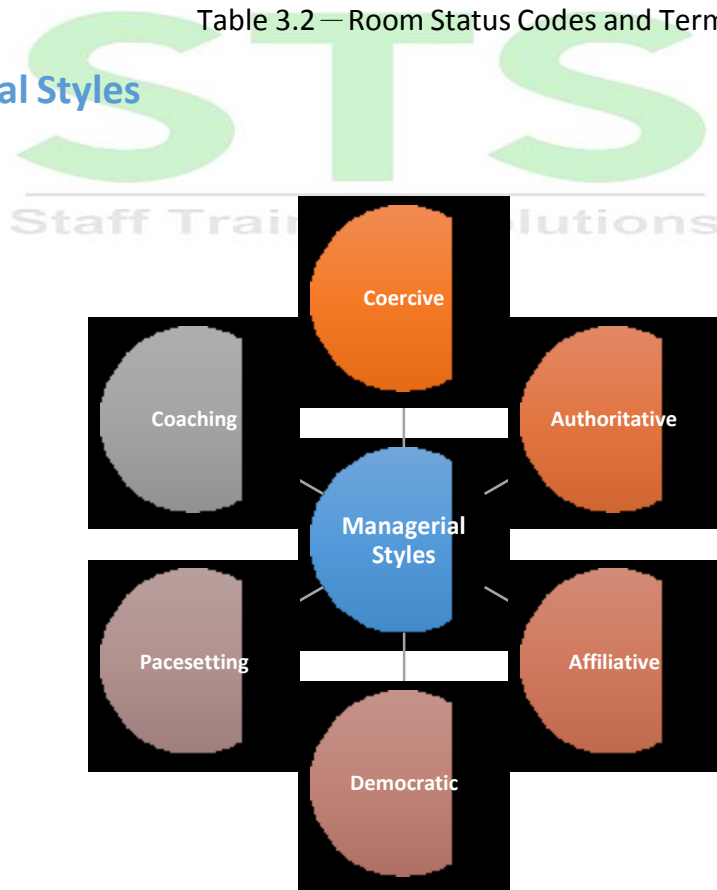 Table 3.2—Room Status Codes and Term
al Styles
STS
Staff Trai lutions
Coercive
Coaching
Authoritative
Managerial
Styles
Pacesetting
Affiliative
Democratic